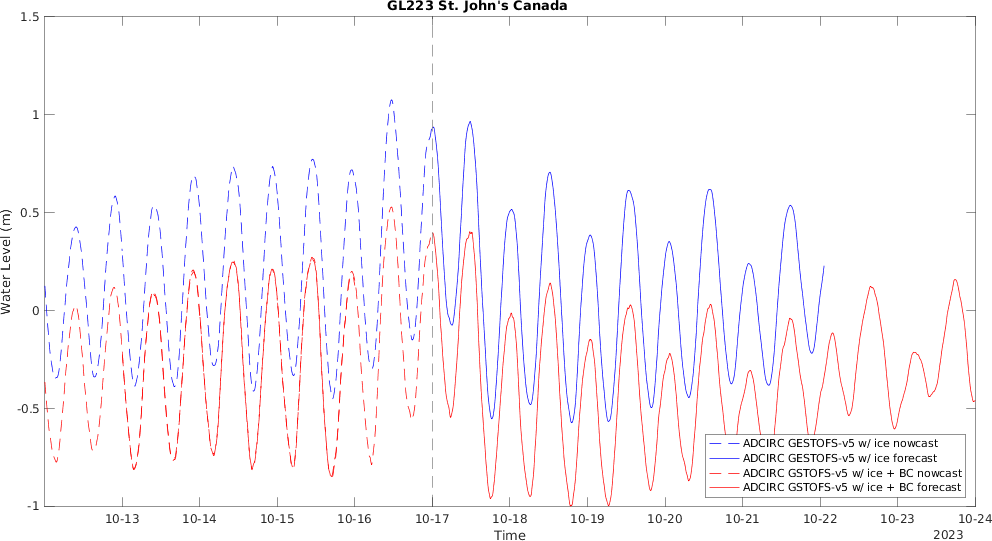 GL223 St. John's Canada
Water Level (m)
1.5
1
0.5
0
-0.5
-1
10-13 10-14 10-15 10-16 10-17 10-18 10-19 10-20 10-21 10-22 10-23 10-24
Time
2023
ADCIRC GESTOFS-v5 w/ ice nowcast
ADCIRC GESTOFS-v5 w/ ice forecast
ADCIRC GSTOFS-v5 w/ ice + BC nowcast
ADCIRC GSTOFS-v5 w/ ice + BC forecast